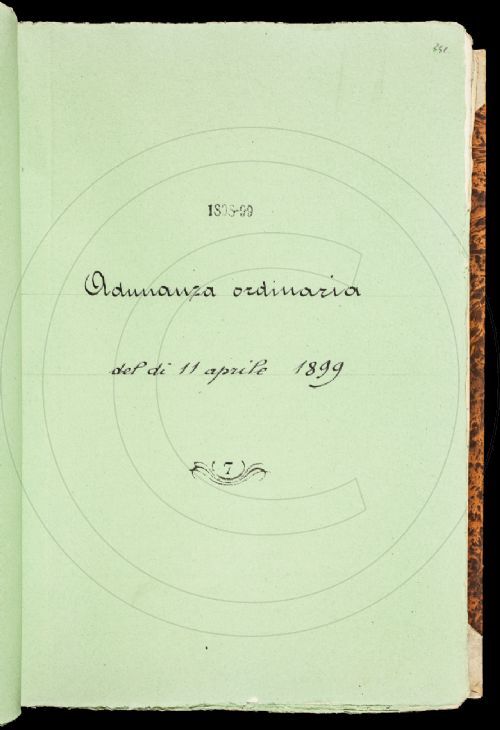 1898-99
Adunanza ordinaria
del dì 11 aprile 1899
7